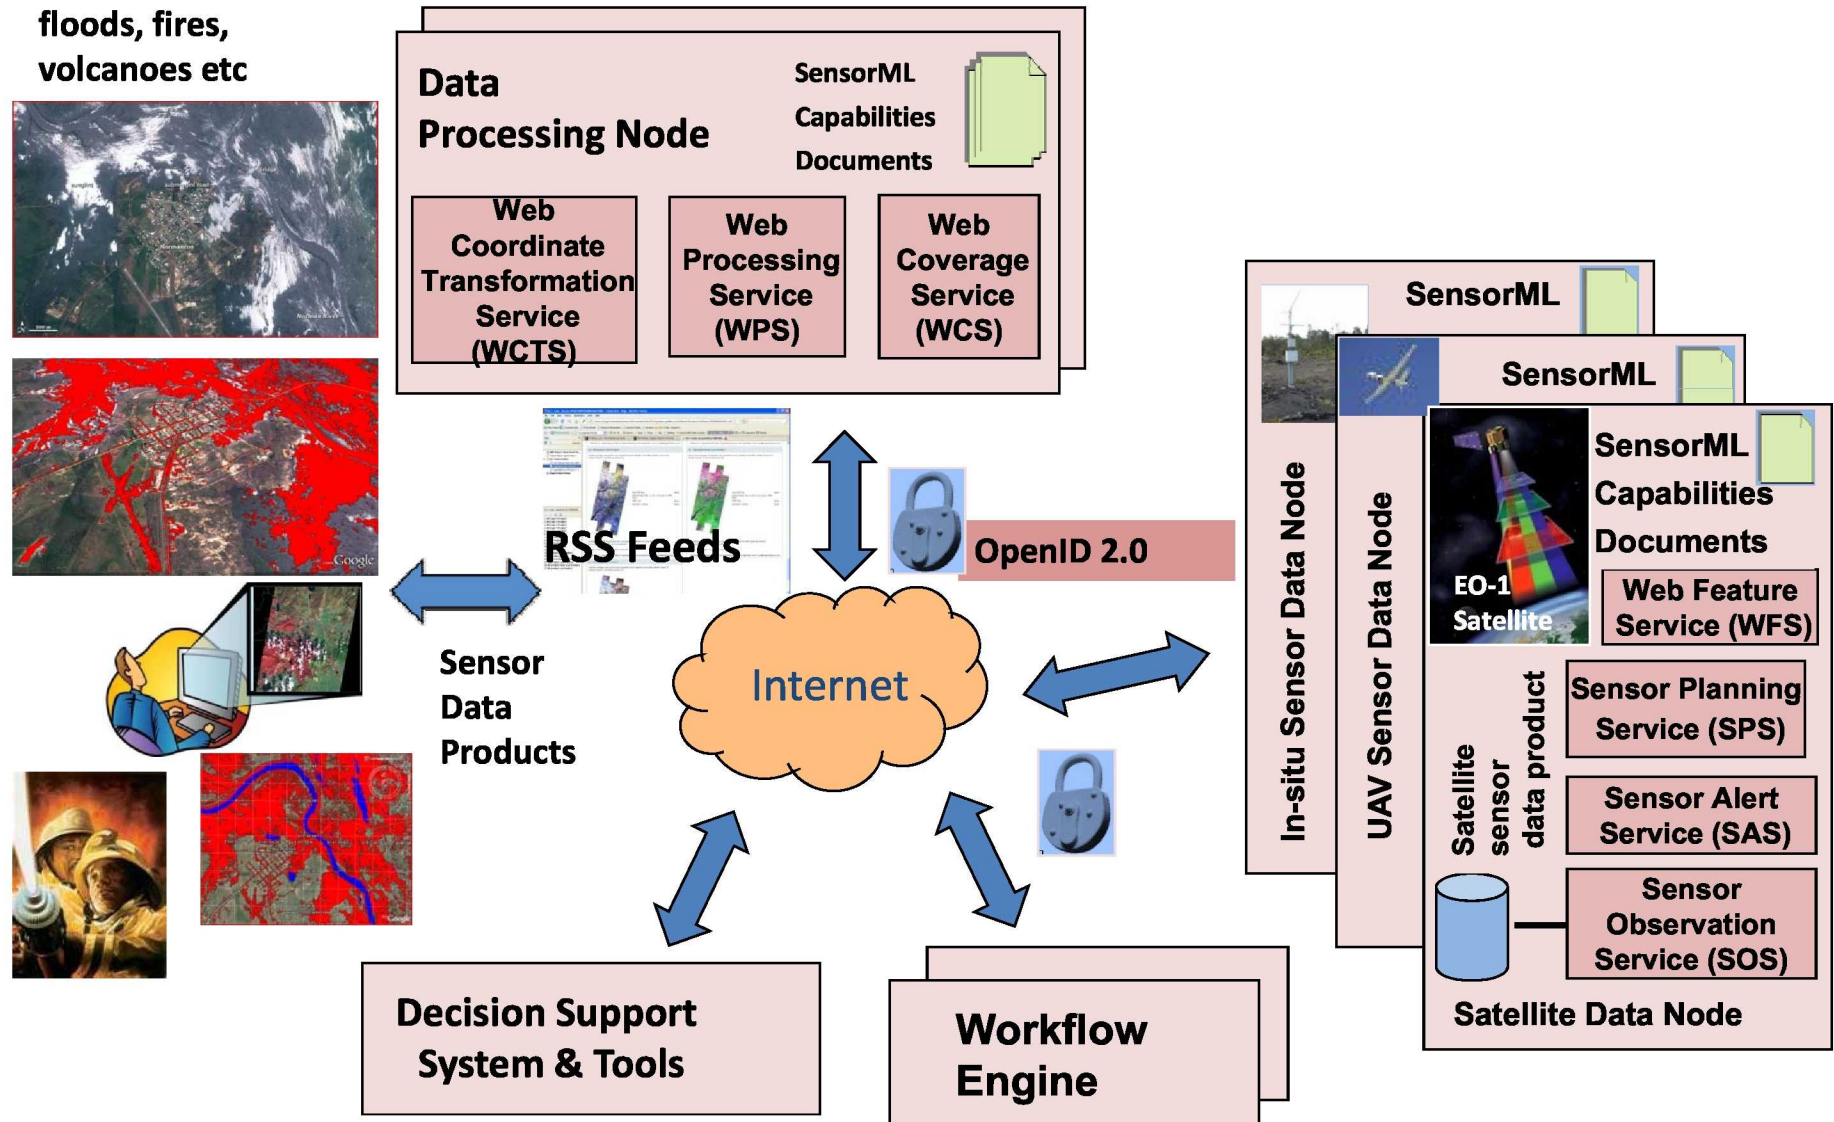 floods, fires,
volcanoes etc
Data
Processing Node
SensorML
Capabilities
Documents
Web
Coordinate
Transformation
Service
(WCTS)
Web
Processing
Service
(WPS)
Web
Coverage
Service
(WCS)
Normanton
Google
RSS Feeds
OpenID 2.0
Internet
Sensor
Data
Products
Google
SensorML
In-situ Sensor Data Node
SensorML
UAV Sensor Data Node
SensorML
Capabilities
Documents
EO-1
Satellite
Web Feature
Service (WFS)
Sensor Planning
Service (SPS)
Sensor Alert
Service (SAS)
Sensor
Observation
Service (SOS)
Satellite
sensor
data product
Satellite Data Node
Decision Support
System & Tools
Workflow
Engine